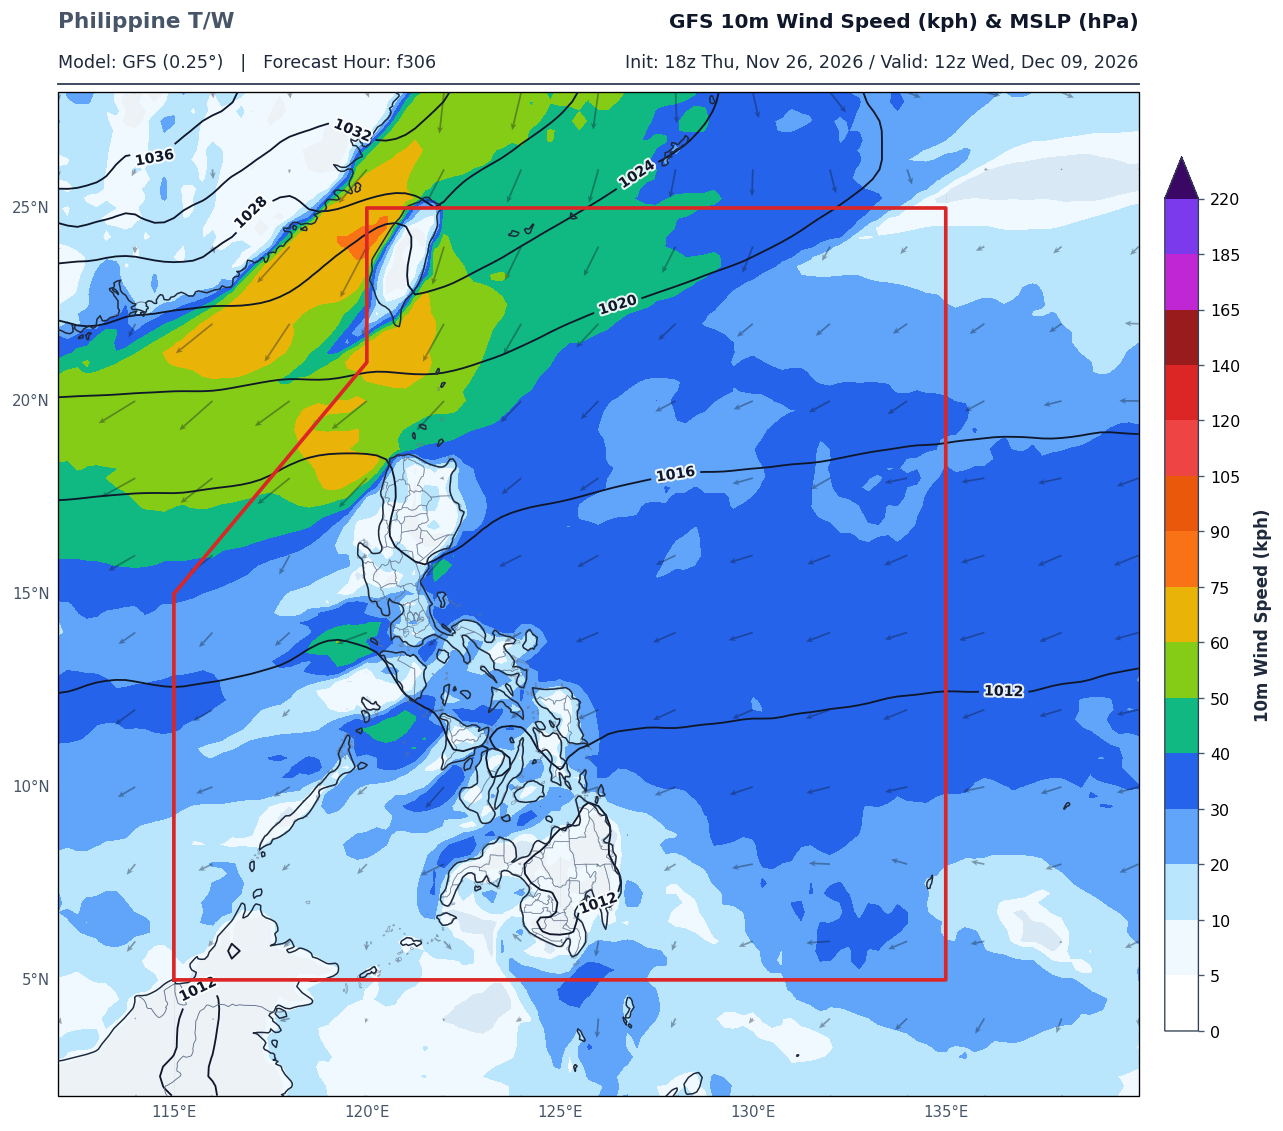 Philippine T/W
GFS 10m Wind Speed (kph) & MSLP (hPa)
Model: GFS (0.25°)   |   Forecast Hour: f306
Init: 18z Thu, Nov 26, 2026 / Valid: 12z Wed, Dec 09, 2026
1036
1032
1028
1024
1020
1016
1012
1012
1012
25°N
20°N
15°N
10°N
5°N
115°E
120°E
125°E
130°E
135°E
220
185
165
140
120
105
90
75
60
50
40
30
20
10
5
0
10m Wind Speed (kph)